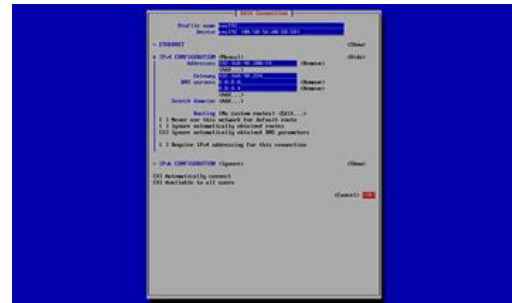 Edit Connection
Profile name
Device
ETHERNET <Show>
IPv4 CONFIGURATION <Manual> <Hide>
Addresses <Remove>
<Add...>
Gateway
DNS servers <Remove>
<Remove>
<Add...>
Search domains <Add...>
Routing (No custom routes) <Edit...>
[ ] Never use this network for default route
[ ] Ignore automatically obtained routes
[X] Ignore automatically obtained DNS parameters
[ ] Require IPv4 addressing for this connection
IPv6 CONFIGURATION <Ignore> <Show>
[X] Automatically connect
[X] Available to all users
<Cancel> <OK>